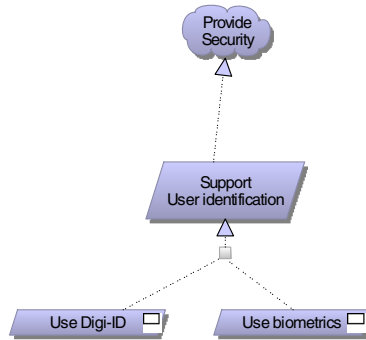 Provide
Security
Support
User identification
Use Digi-ID
Use biometrics